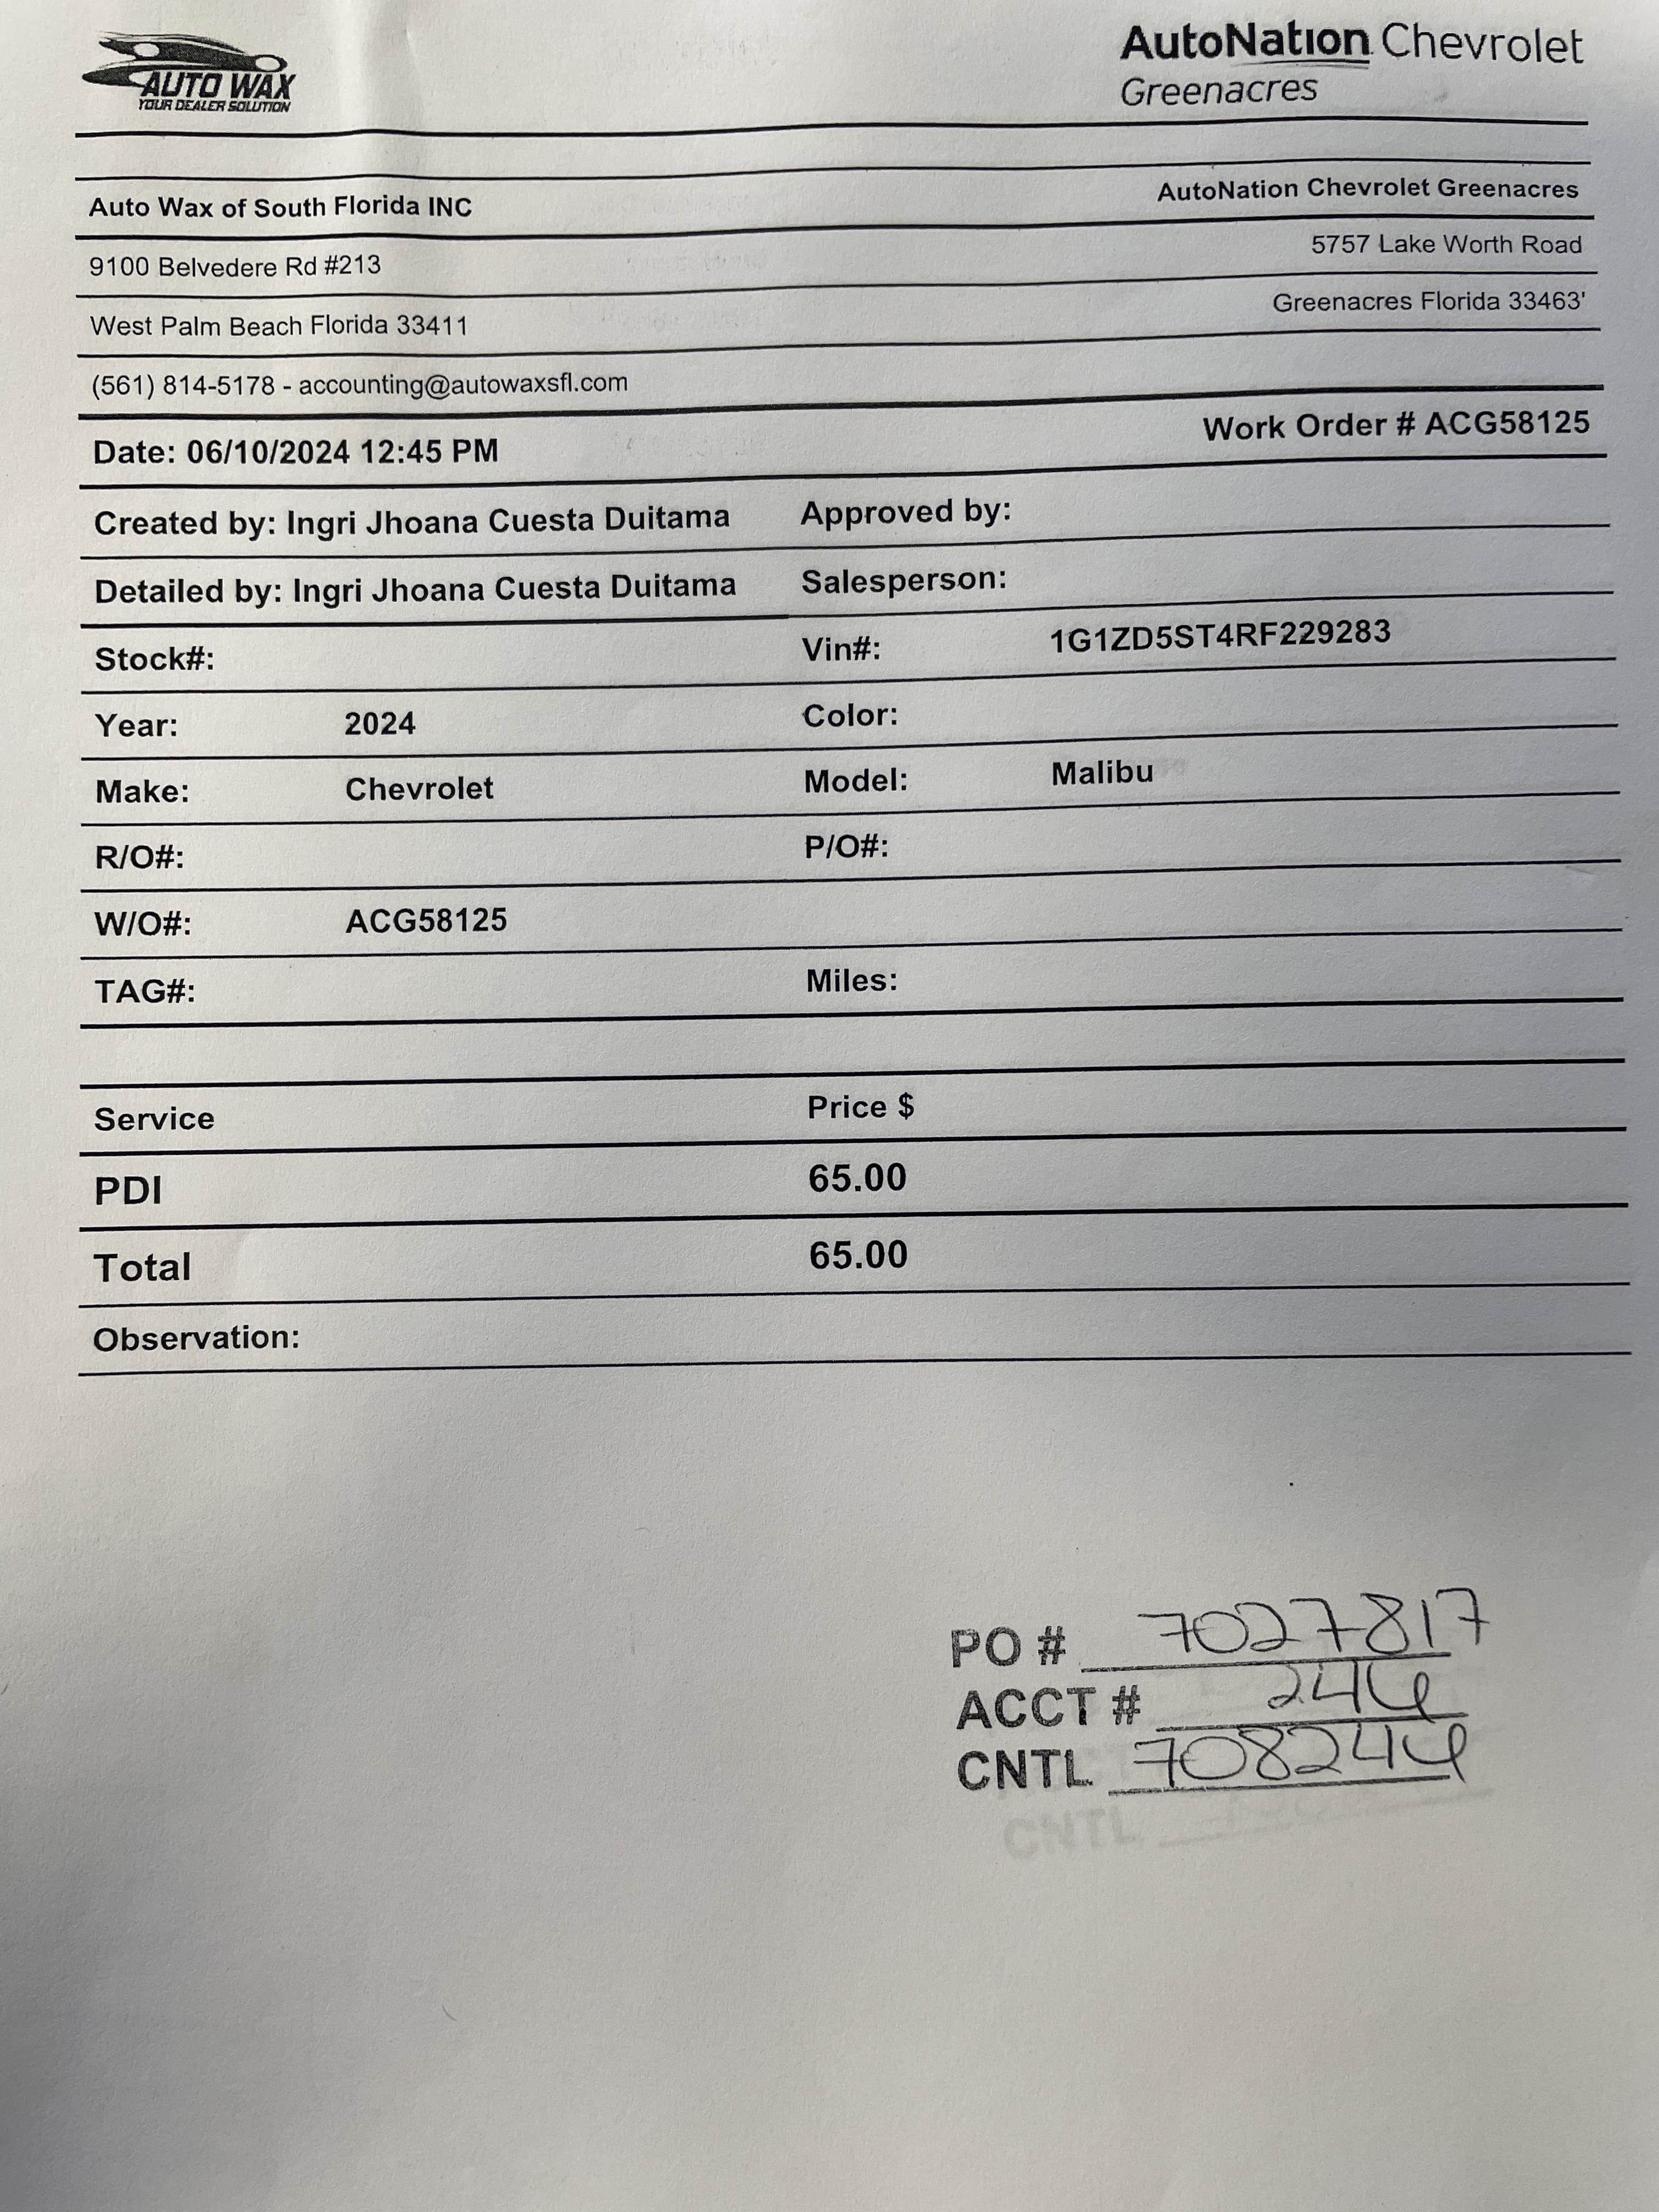 AUTO WAX
YOUR DEALER SOLUTION
AutoNation Chevrolet
Greenacres
Auto Wax of South Florida INC
AutoNation Chevrolet Greenacres
9100 Belvedere Rd #213
5757 Lake Worth Road
West Palm Beach Florida 33411
Greenacres Florida 33463'
(561) 814-5178 - accounting@autowaxsfl.com
Date: 06/10/2024 12:45 PM
Work Order # ACG58125
Created by: Ingri Jhoana Cuesta Duitama
Approved by:
Detailed by: Ingri Jhoana Cuesta Duitama
Salesperson:
Stock#:
Vin#: 1G1ZD5ST4RF229283
Year: 2024
Color:
Make: Chevrolet
Model: Malibu
R/O#:
P/O#:
W/O#: ACG58125
TAG#:
Miles:
Service Price $
PDI 65.00
Total 65.00
Observation:
PO # 7027817
ACCT # 244
CNTL 7082444
CNTL